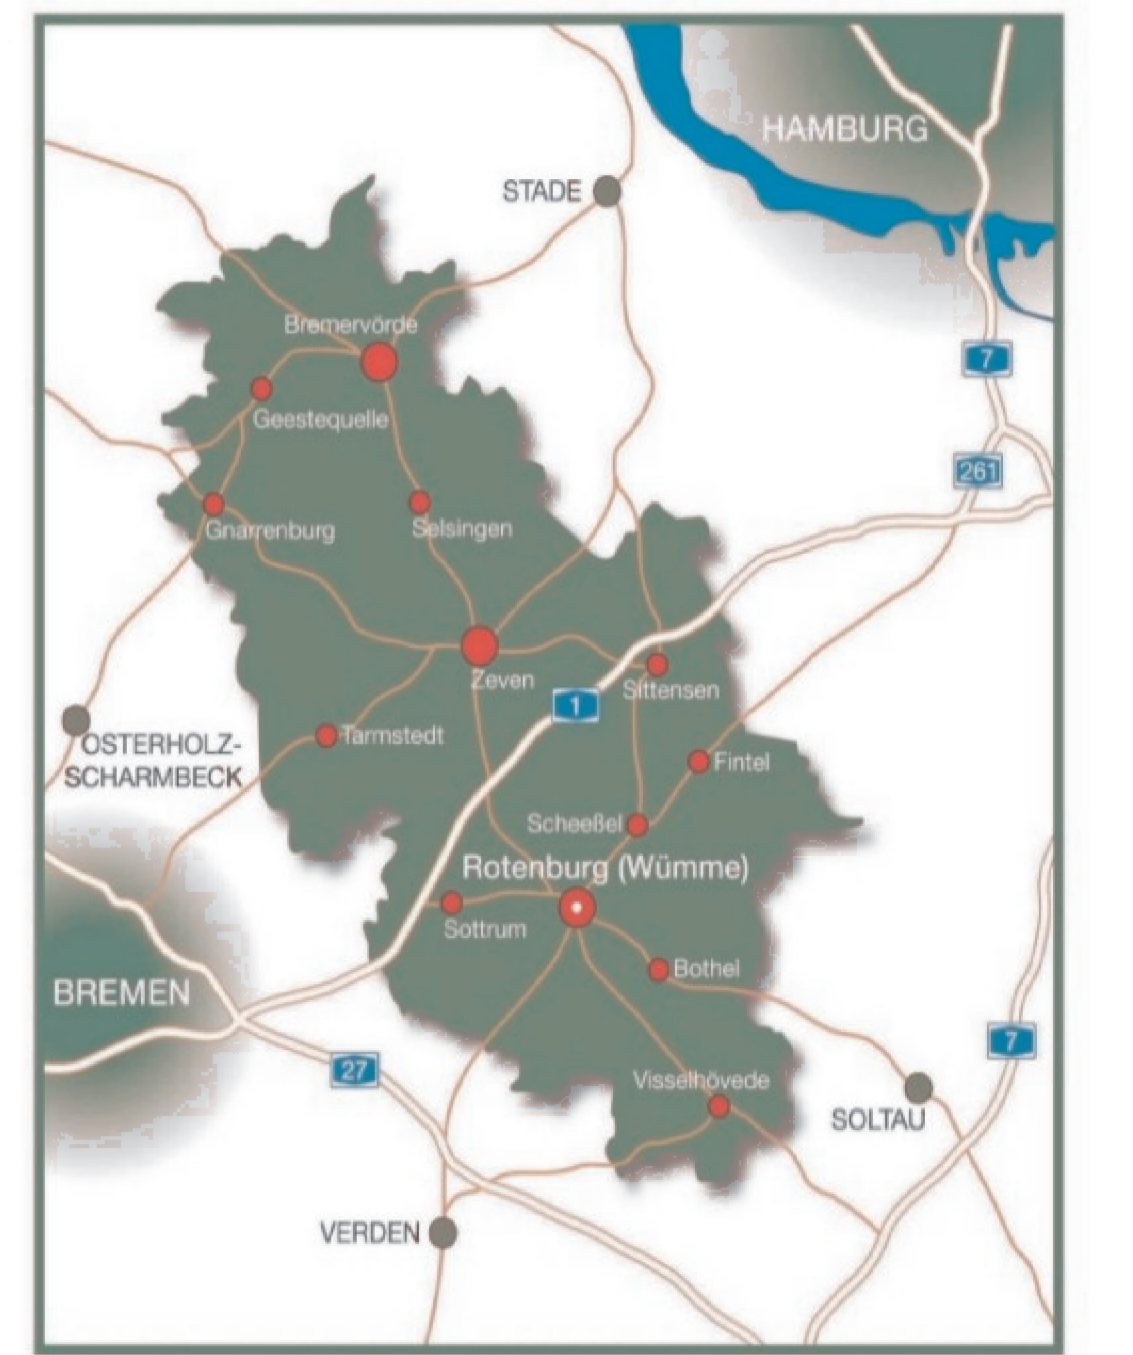 HAMBURG
STADE
Bremervörde
7
Geestequelle
261
Gnarrenburg
Selsingen
Zeven
Sittensen
1
Tarmstedt
OSTERHOLZ-
SCHARMBECK
Fintel
Scheeßel
Rotenburg (Wümme)
Sottrum
Bothel
BREMEN
7
27
Visselhövede
SOLTAU
VERDEN